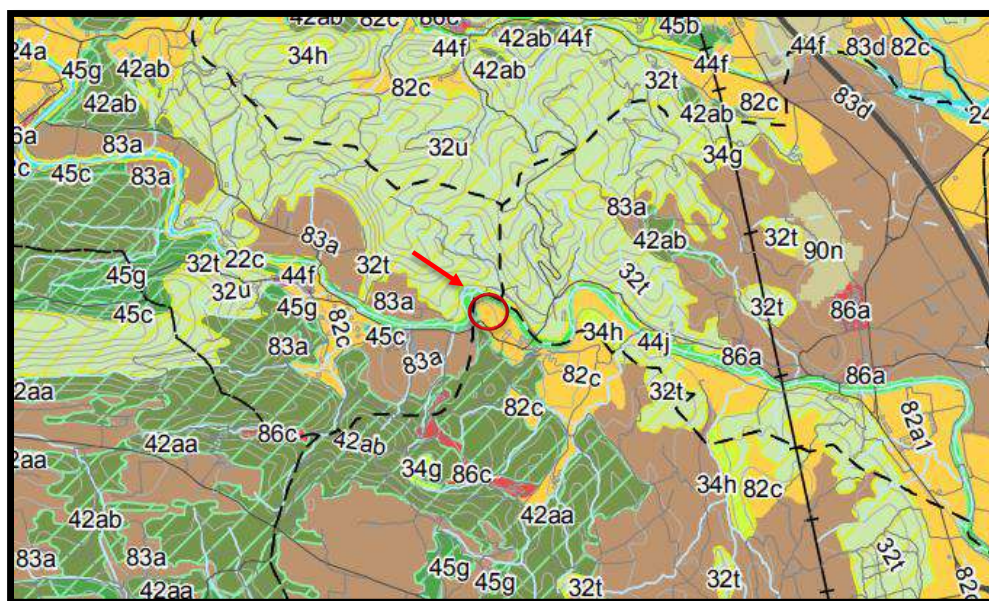 42ab 82c 86c
44f 42ab 44f
45b
44f 83d 82c
24a
34h
45g
42ab
42ab
82c
32t
44f
83d
24
42ab
82c
42ab
6a
83a
32u
34g
2c
45c
83a
83a
42ab
83a
32t
90n
45g
32t
22c
44f
32t
32t
32u
45g
83a
32t
86a
45c
83a
82c
45c
83a
34h
44j
86a
86a
82c
32t
82a1
2aa
42aa
86c
42ab
82c
2aa
34g
86c
34h
82c
42ab
42aa
32t
83a
83a
45g
45g
32t
32t
42aa
42ab
82c